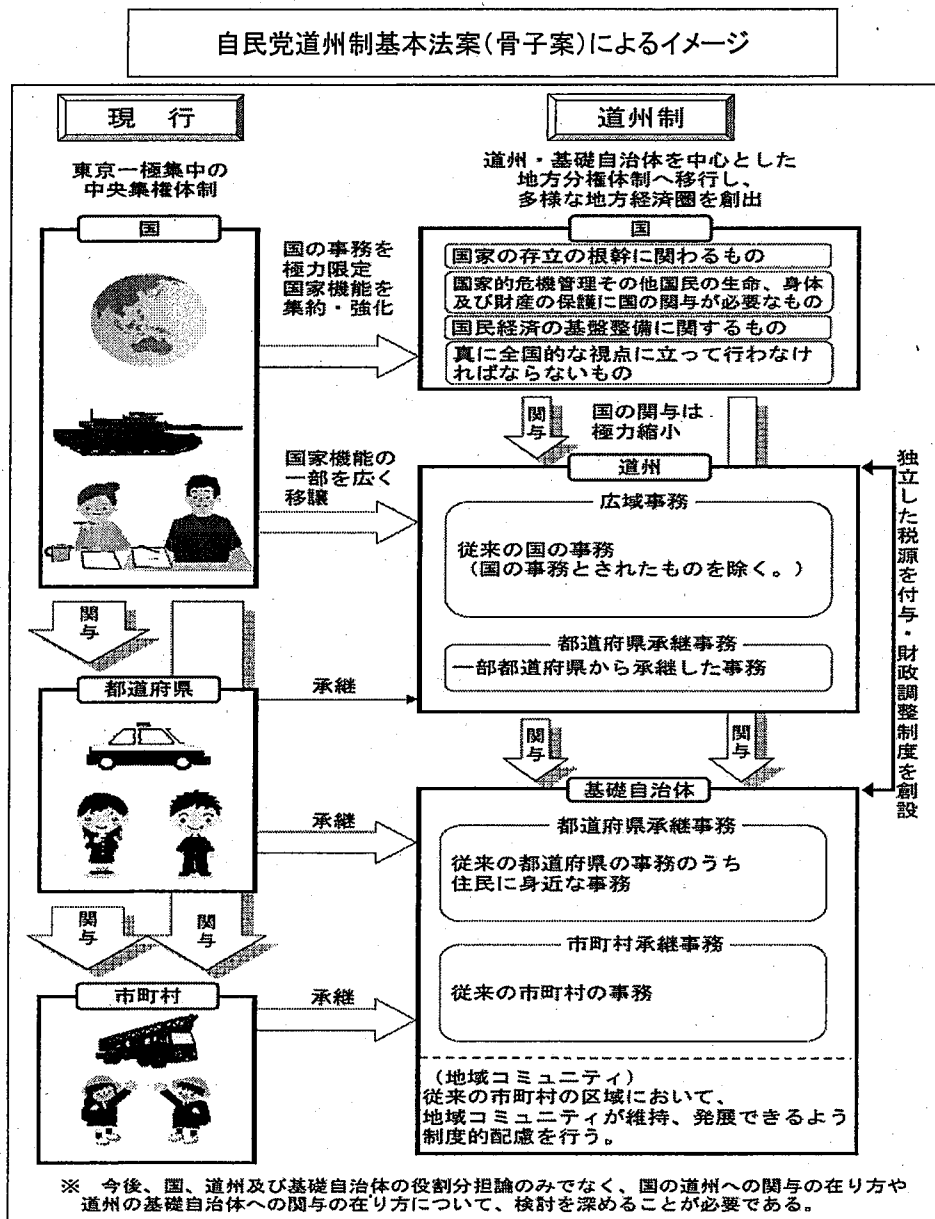 自民党道州制基本法案(骨子案)によるイメージ
現 行
道州制
東京一極集中の
中央集権体制
道州・基礎自治体を中心とした
地方分権体制へ移行し、
多様な地方経済圏を創出
国
国の事務を
極力限定
国家機能を
集約・強化
国
国家の存立の根幹に関わるもの
国家的危機管理その他国民の生命、身体
及び財産の保護に国の関与が必要なもの
国民経済の基盤整備に関するもの
真に全国的な視点に立って行わなけ
ればならないもの
関与
国の関与は
極力縮小
国家機能の
一部を広く
移譲
道州
広域事務
従来の国の事務
(国の事務とされたものを除く。)
都道府県承継事務
一部都道府県から承継した事務
独立した税源を付与・財政調整制度を創設
関与
都道府県
承継
関与
関与
基礎自治体
承継
都道府県承継事務
従来の都道府県の事務のうち
住民に身近な事務
関与
関与
市町村承継事務
従来の市町村の事務
市町村
承継
(地域コミュニティ)
従来の市町村の区域において、
地域コミュニティが維持、発展できるよう
制度的配慮を行う。
※ 今後、国、道州及び基礎自治体の役割分担論のみでなく、国の道州への関与の在り方や
道州の基礎自治体への関与の在り方について、検討を深めることが必要である。